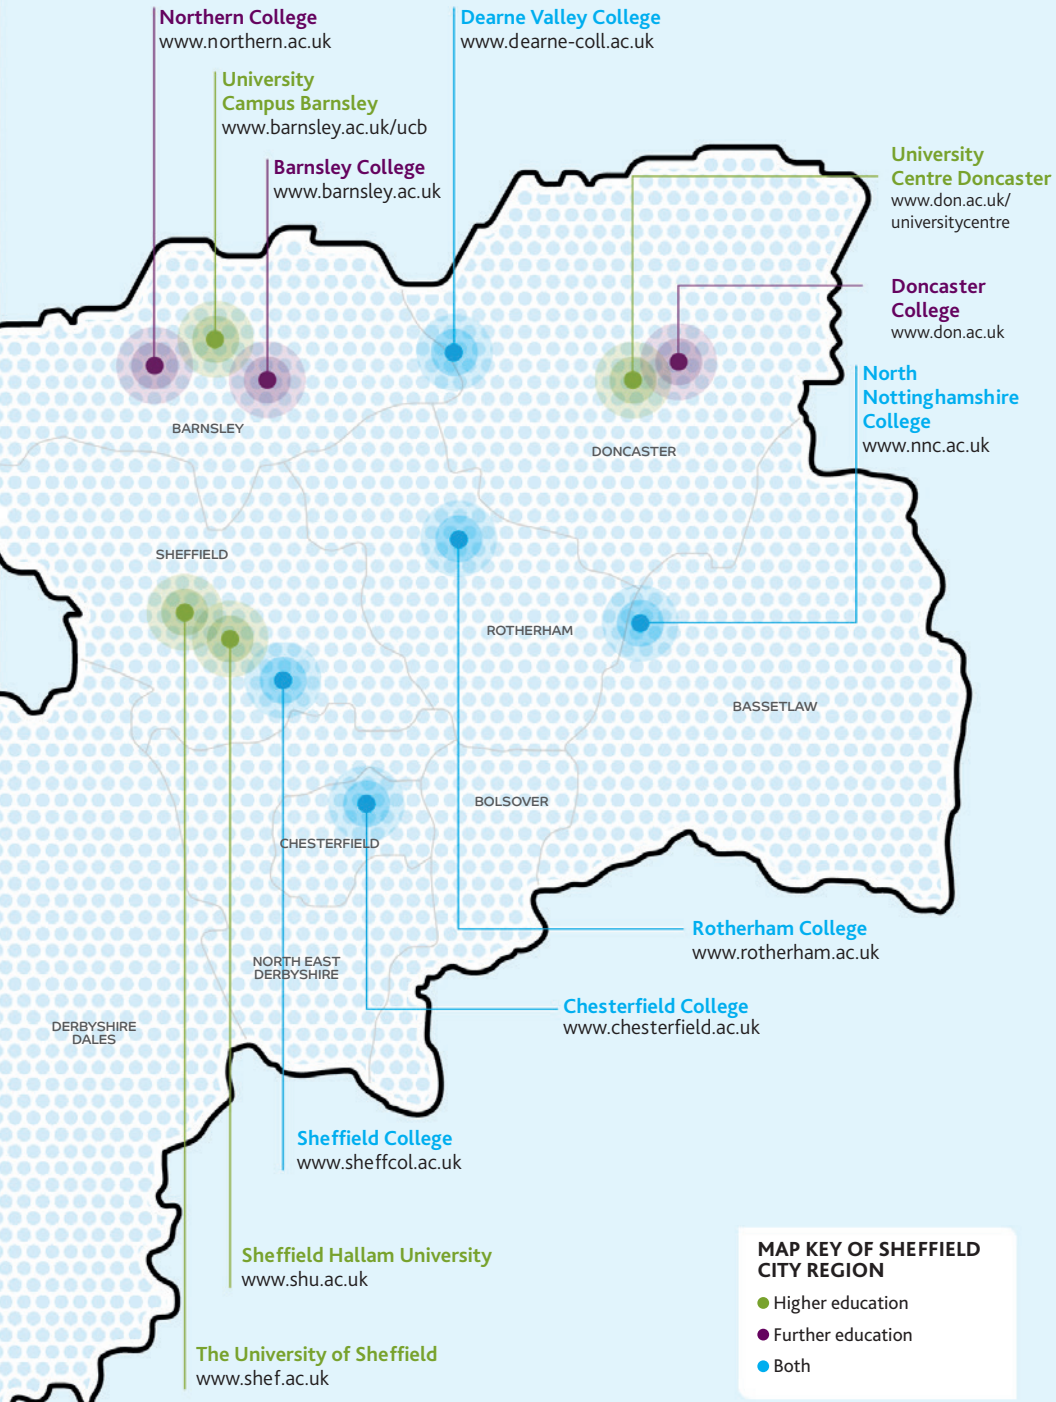 Northern College
www.northern.ac.uk
Dearne Valley College
www.dearne-coll.ac.uk
University
Campus Barnsley
www.barnsley.ac.uk/ucb
Barnsley College
www.barnsley.ac.uk
University
Centre Doncaster
www.don.ac.uk/
universitycentre
Doncaster
College
www.don.ac.uk
North
Nottinghamshire
College
www.nnc.ac.uk
BARNSLEY
DONCASTER
SHEFFIELD
ROTHERHAM
BASSETLAW
BOLSOVER
CHESTERFIELD
NORTH EAST
DERBYSHIRE
DERBYSHIRE
DALES
Rotherham College
www.rotherham.ac.uk
Chesterfield College
www.chesterfield.ac.uk
Sheffield College
www.sheffcol.ac.uk
Sheffield Hallam University
www.shu.ac.uk
The University of Sheffield
www.shef.ac.uk
MAP KEY OF SHEFFIELD
CITY REGION
Higher education
Further education
Both